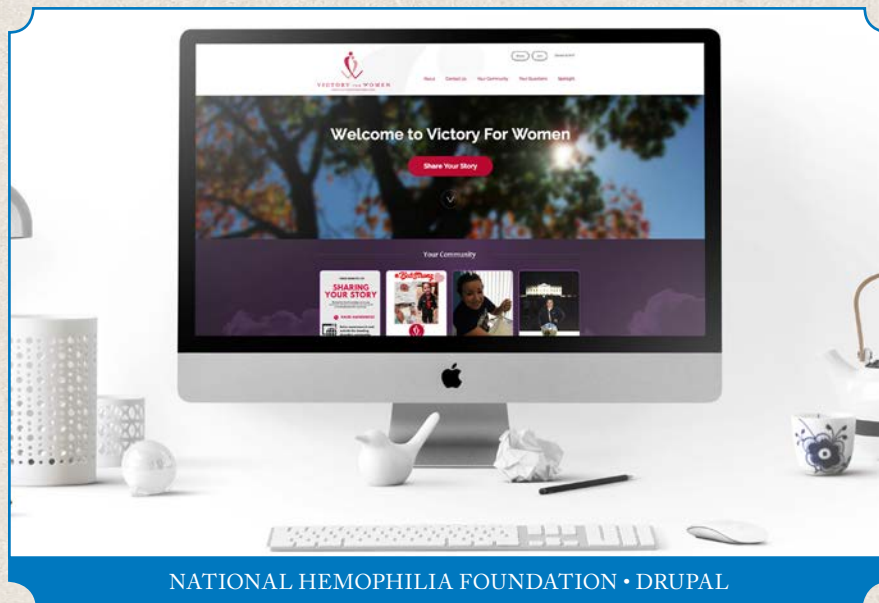 VICTORY FOR WOMEN
About Contact Us Your Community Your Questions Spotlight
Welcome to Victory For Women
Share Your Story
Your Community
SHARING
YOUR STORY
NATIONAL HEMOPHILIA FOUNDATION • DRUPAL